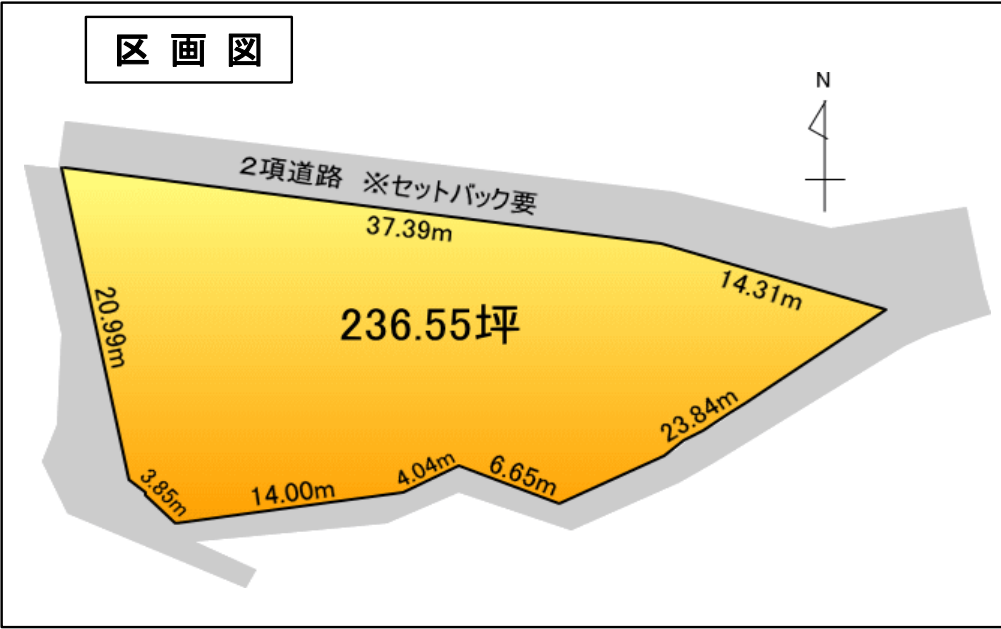 区画図
N
２項道路 ※セットバック要
37.39m
14.31m
20.99m
236.55坪
23.84m
3.85m
14.00m
4.04m
6.65m